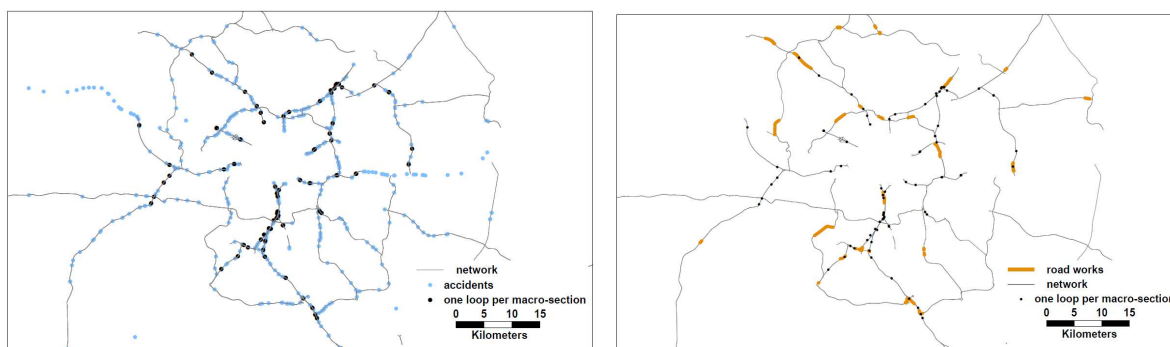 network
accidents
one loop per macro-section
0 5 10 15
Kilometers
road works
network
one loop per macro-section
0 5 10 15
Kilometers